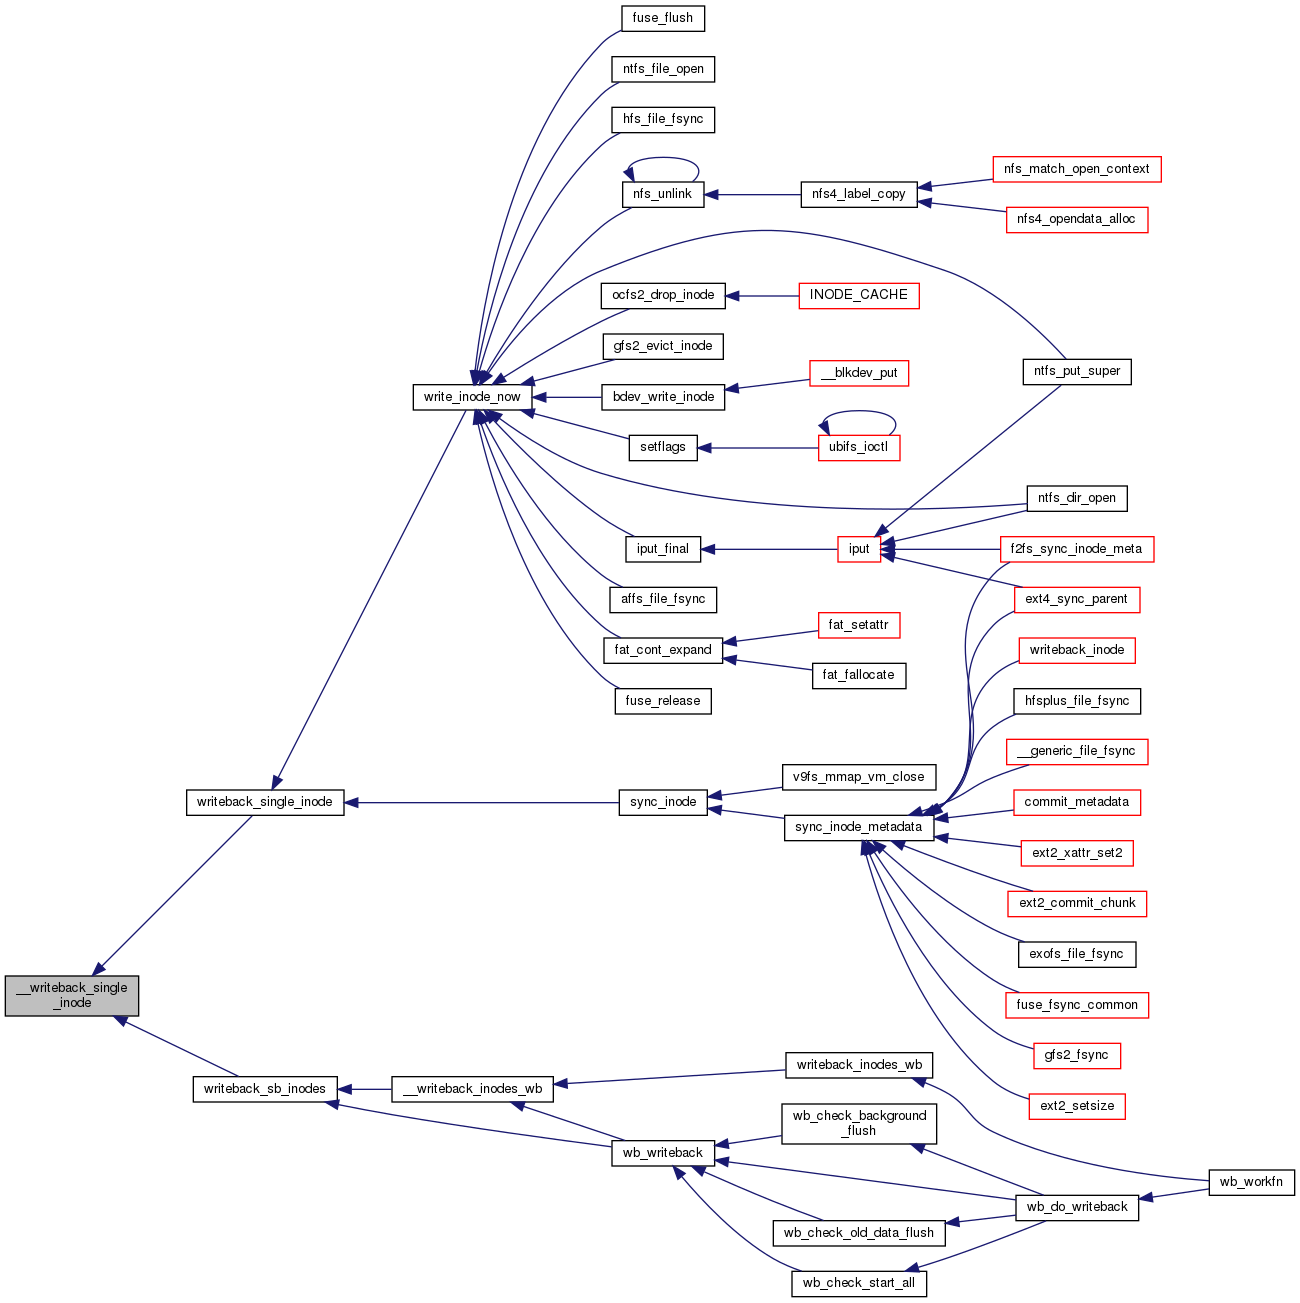 fuse_flush
ntfs_file_open
hfs_file_fsync
nfs_match_open_context
nfs_unlink
nfs4_label_copy
nfs4_opendata_alloc
ocfs2_drop_inode
INODE_CACHE
gfs2_evict_inode
ntfs_put_super
__blkdev_put
write_inode_now
bdev_write_inode
setflags
ubifs_ioctl
ntfs_dir_open
iput_final
iput
f2fs_sync_inode_meta
affs_file_fsync
ext4_sync_parent
fat_setattr
fat_cont_expand
writeback_inode
fat_fallocate
fuse_release
hfsplus_file_fsync
__generic_file_fsync
v9fs_mmap_vm_close
writeback_single_inode
sync_inode
commit_metadata
sync_inode_metadata
ext2_xattr_set2
ext2_commit_chunk
exofs_file_fsync
__writeback_single
_inode
fuse_fsync_common
gfs2_fsync
writeback_inodes_wb
writeback_sb_inodes
__writeback_inodes_wb
ext2_setsize
wb_check_background
_flush
wb_writeback
wb_workfn
wb_do_writeback
wb_check_old_data_flush
wb_check_start_all